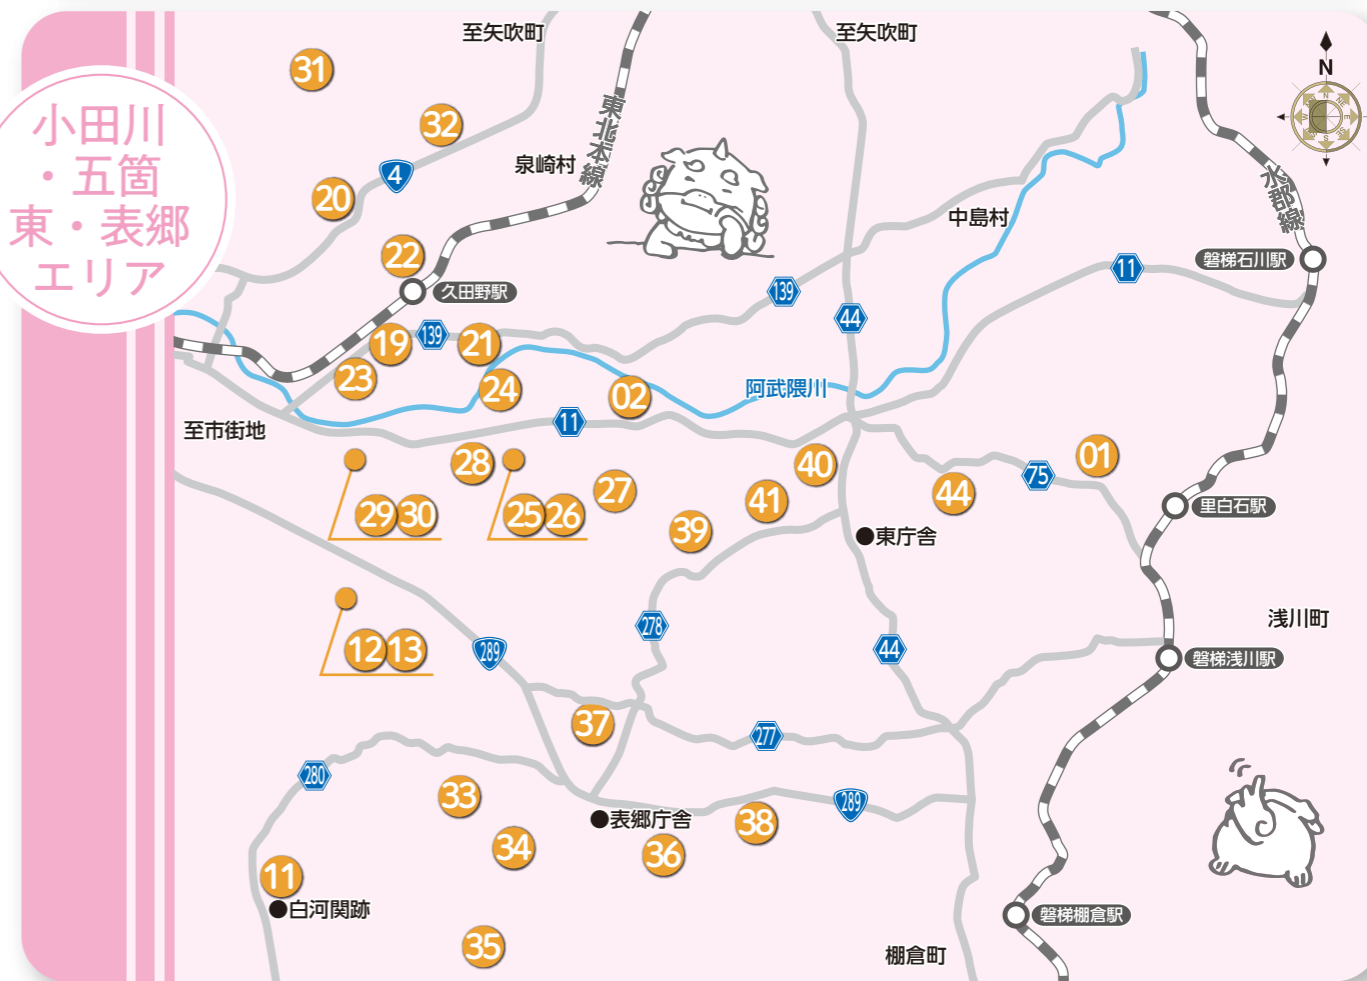 小田川
・五箇
東・表郷
エリア
至矢吹町
至矢吹町
N
31
32
東北本線
泉崎村
4
20
水郡線
中島村
22
久田野駅
磐梯石川駅
11
139
44
19
139
21
23
24
02
阿武隈川
11
至市街地
28
40
01
75
27
44
41
29 30
25 26
39
里白石駅
東庁舎
278
浅川町
12 13
289
44
磐梯浅川駅
37
277
280
33
289
表郷庁舎
38
34
36
11
白河関跡
磐梯棚倉駅
35
棚倉町